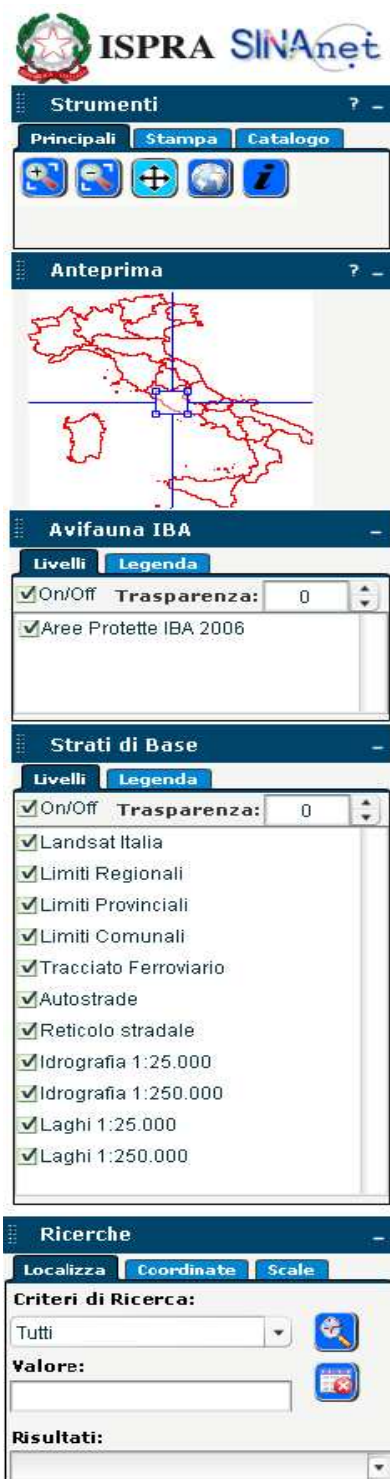 ISPRA SINAnet
Strumenti ? -
Principali Stampa Catalogo
i
Anteprima ? -
Avifauna IBA -
Livelli Legenda
On/Off Trasparenza: 0
Aree Protette IBA 2006
Strati di Base -
Livelli Legenda
On/Off Trasparenza: 0
Landsat Italia
Limiti Regionali
Limiti Provinciali
Limiti Comunali
Tracciato Ferroviario
Autostrade
Reticolo stradale
Idrografia 1:25.000
Idrografia 1:250.000
Laghi 1:25.000
Laghi 1:250.000
Ricerche -
Localizza Coordinate Scale
Criteri di Ricerca:
Tutti
Valore:
Risultati: